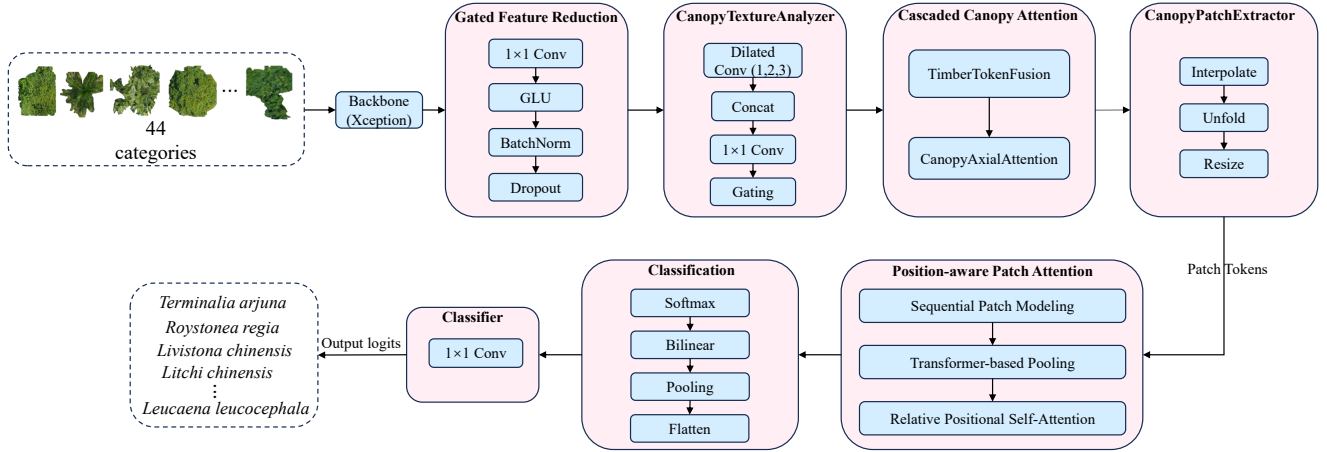 44
categories
...
Backbone
(Xception)
Gated Feature Reduction
1×1 Conv
GLU
BatchNorm
Dropout
CanopyTextureAnalyzer
Dilated
Conv (1,2,3)
Concat
1×1 Conv
Gating
Cascaded Canopy Attention
TimberTokenFusion
CanopyAxialAttention
CanopyPatchExtractor
Interpolate
Unfold
Resize
Patch Tokens
Position-aware Patch Attention
Sequential Patch Modeling
Transformer-based Pooling
Relative Positional Self-Attention
Classification
Softmax
Bilinear
Pooling
Flatten
Classifier
1×1 Conv
Output logits
Terminalia arjuna
Roystonea regia
Livistona chinensis
Litchi chinensis
⋮
Leucaena leucocephala